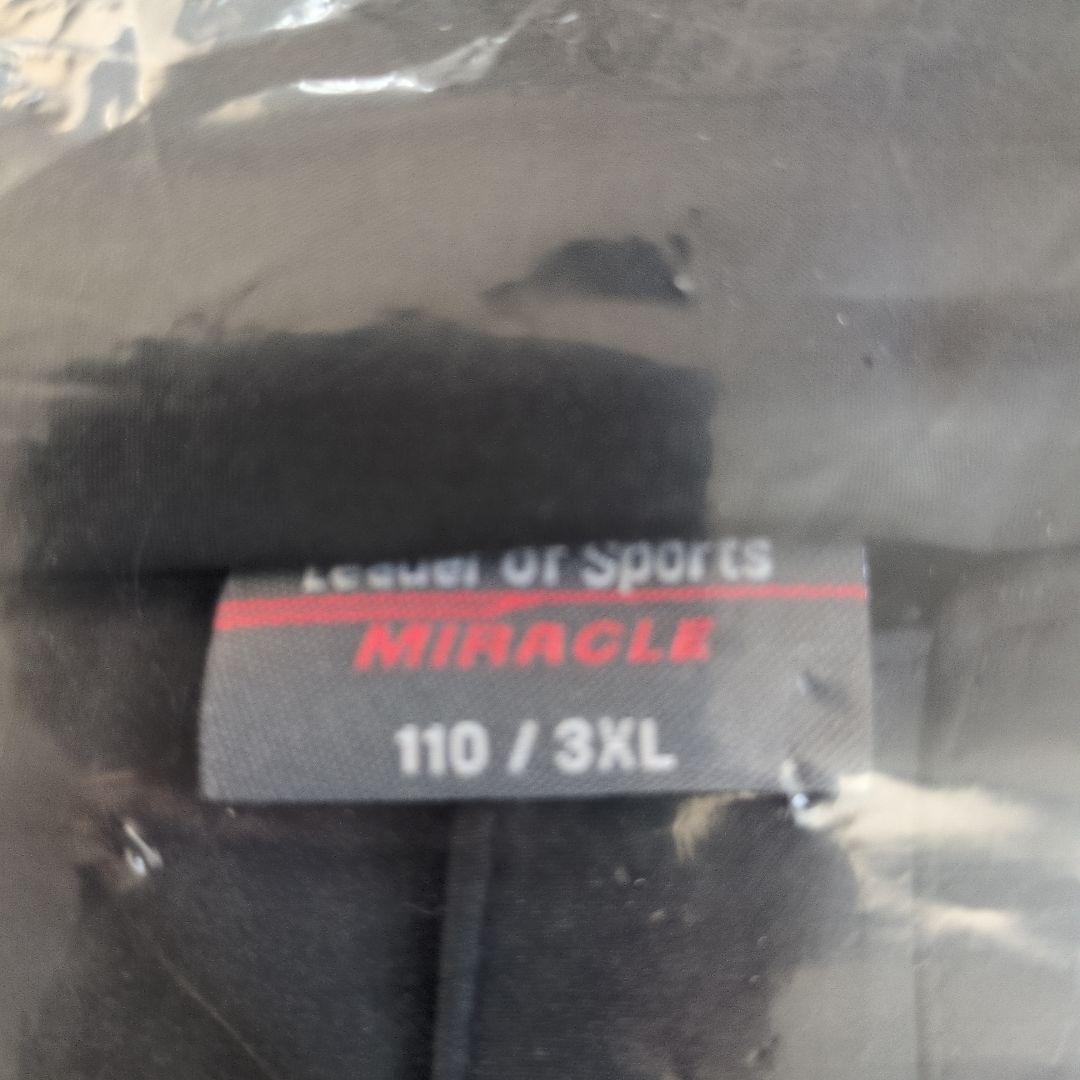 Leader of Sports
MIRACLE
110 / 3XL